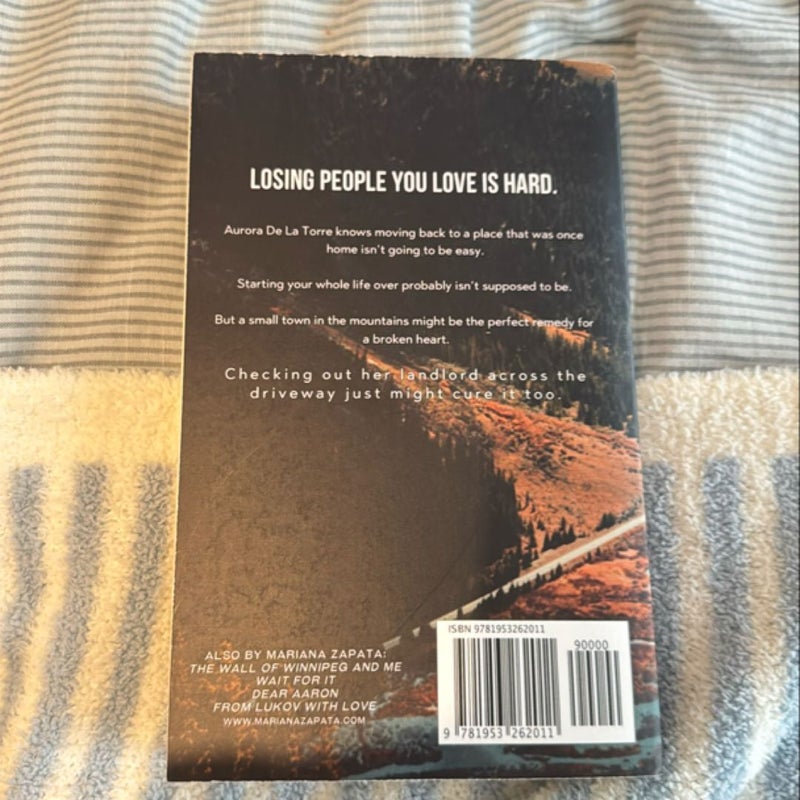 LOSING PEOPLE YOU LOVE IS HARD.
Aurora De La Torre knows moving back to a place that was once
home isn't going to be easy.
Starting your whole life over probably isn't supposed to be.
But a small town in the mountains might be the perfect remedy for
a broken heart.
Checking out her landlord across the
driveway just might cure it too.
ALSO BY MARIANA ZAPATA:
THE WALL OF WINNIPEG AND ME
WAIT FOR IT
DEAR AARON
FROM LUKOV WITH LOVE
WWW.MARIANAZAPATA.COM
ISBN 9781953262011
90000
9 781953 262011